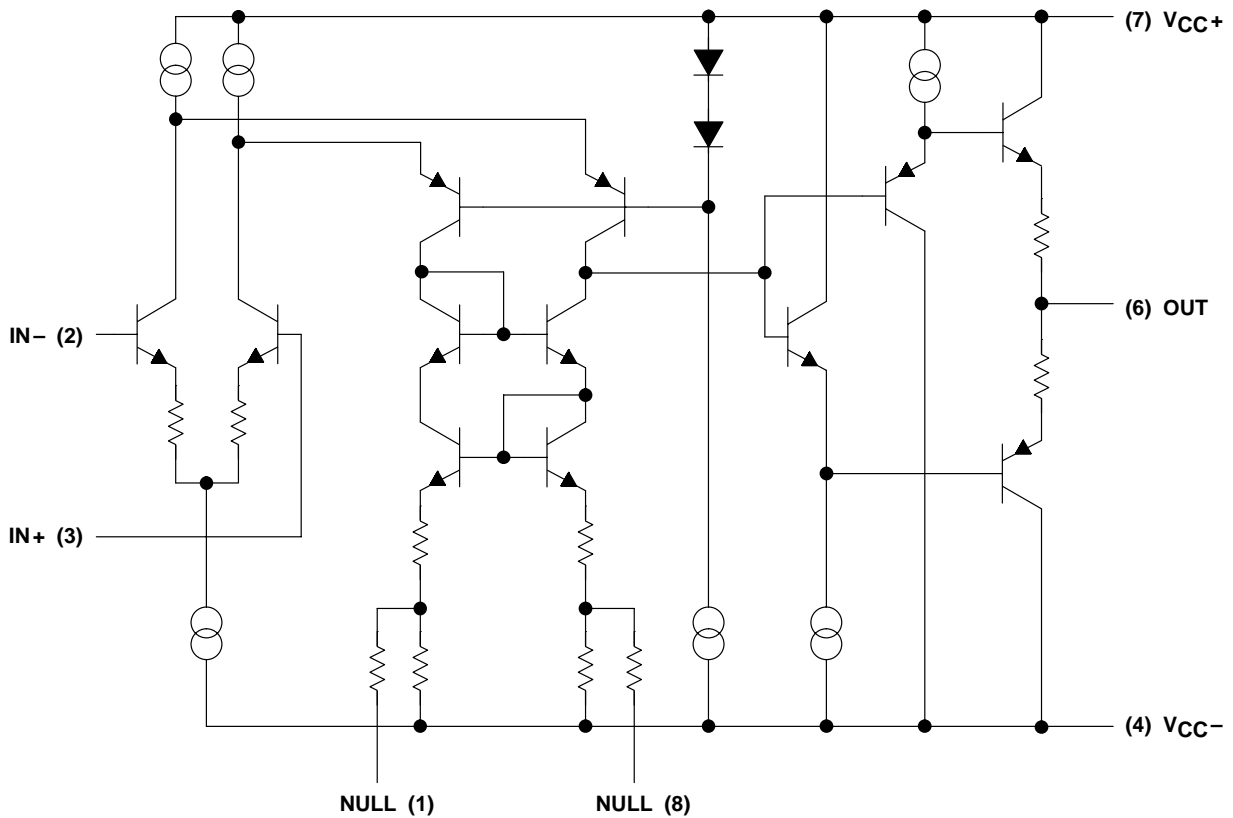 (7) VCC+
IN− (2)
(6) OUT
IN+ (3)
(4) VCC−
NULL (1)
NULL (8)